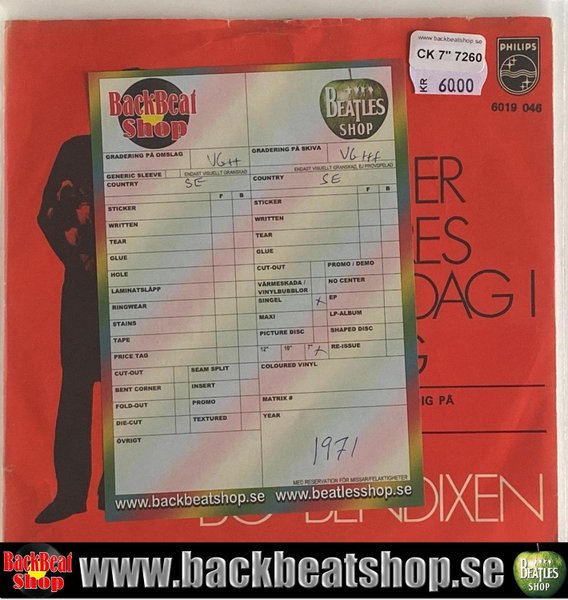 www.backbeatshop.se
CK 7" 7260
KR 6000
PHILIPS
6019 046
BackBeat
Shop
BEATLES
SHOP
GRADERING PÅ OMSLAG VG++
GRADERING PÅ SKIVA VG++
GENERIC SLEEVE ENDAST VISUELLT GRANSKAD
ENDAST VISUELLT GRANSKAD, EJ PROVSPELAD
COUNTRY SE
COUNTRY SE
F B
STICKER
WRITTEN
TEAR
GLUE
HOLE
LAMINATSLÄPP
RINGWEAR
STAINS
TAPE
PRICE TAG
CUT-OUT SEAM SPLIT
BENT CORNER INSERT
FOLD-OUT PROMO
DIE-CUT TEXTURED
ÖVRIGT
F B
STICKER
WRITTEN
TEAR
GLUE
CUT-OUT PROMO / DEMO
VÄRMESKADA / VINYLBUBBLOR NO CENTER
SINGEL x EP
MAXI LP-ALBUM
PICTURE DISC SHAPED DISC
12" 10" 7" x RE-ISSUE
COLOURED VINYL
MATRIX #
YEAR
1971
MED RESERVATION FÖR MISSAR/FELAKTIGHETER
www.backbeatshop.se www.beatlesshop.se
ER
RES
DAG I
G
IG PÅ
BO BENDIXEN
BackBeat
Shop
www.backbeatshop.se
BEATLES
SHOP